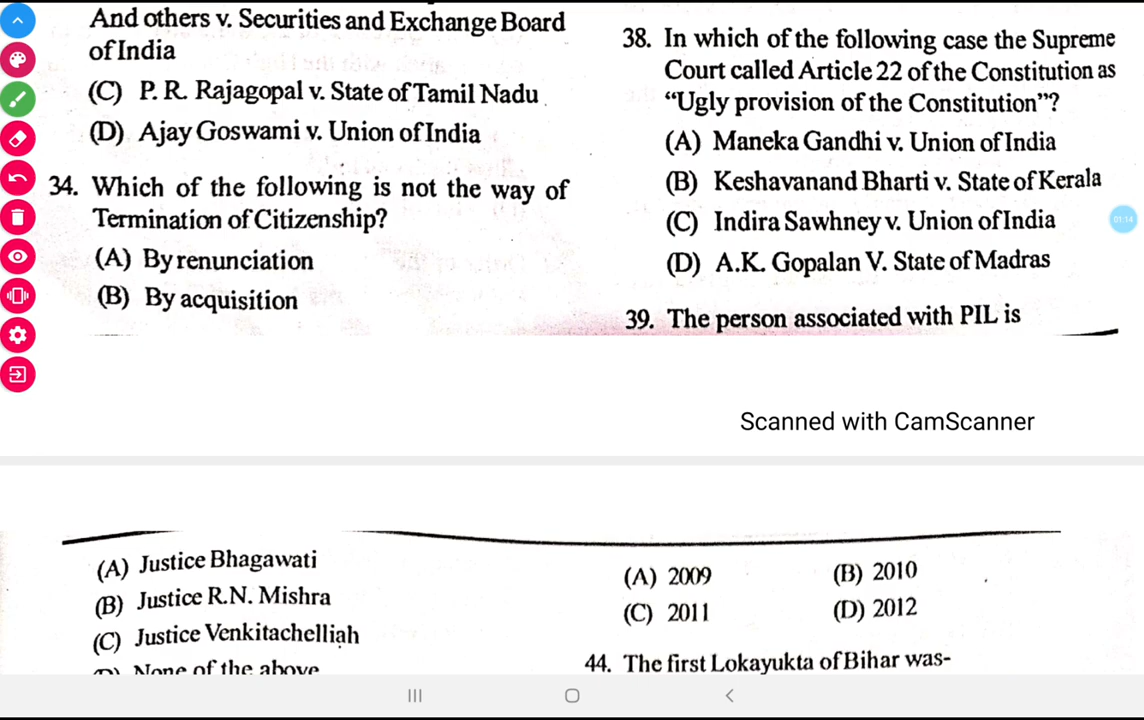 And others v. Securities and Exchange Board
of India
(C) P. R. Rajagopal v. State of Tamil Nadu
(D) Ajay Goswami v. Union of India
34. Which of the following is not the way of
Termination of Citizenship?
(A) By renunciation
(B) By acquisition
38. In which of the following case the Supreme
Court called Article 22 of the Constitution as
“Ugly provision of the Constitution”?
(A) Maneka Gandhi v. Union of India
(B) Keshavanand Bharti v. State of Kerala
(C) Indira Sawhney v. Union of India
(D) A.K. Gopalan V. State of Madras
39. The person associated with PIL is
01:14
Scanned with CamScanner
(A) Justice Bhagawati
(B) Justice R.N. Mishra
(C) Justice Venkitachelliah
(D) None of the above
(A) 2009 (B) 2010
(C) 2011 (D) 2012
44. The first Lokayukta of Bihar was-